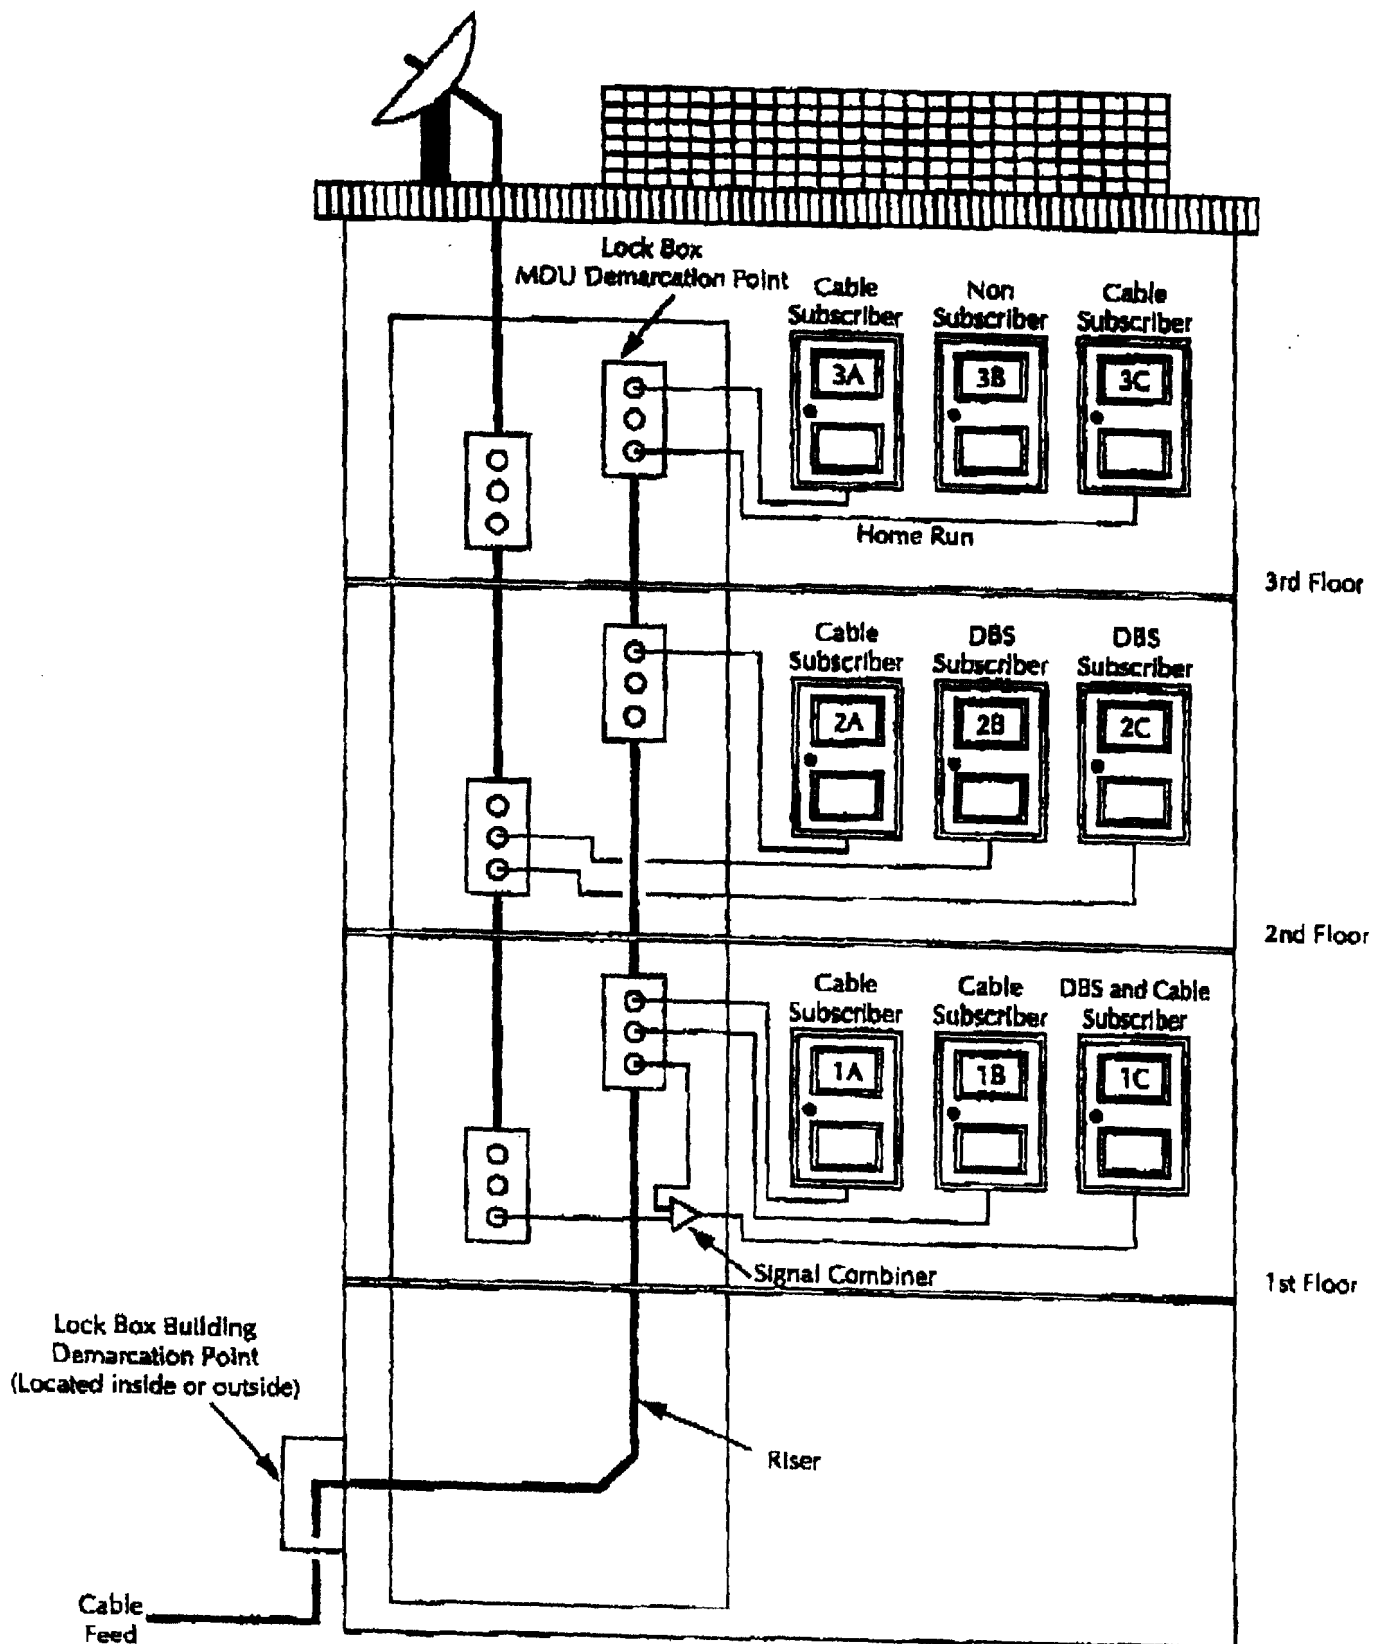 Lock Box
MDU Demarcation Point
Cable
Subscriber
Non
Subscriber
Cable
Subscriber
3A
3B
3C
Home Run
3rd Floor
Cable
Subscriber
DBS
Subscriber
DBS
Subscriber
2A
2B
2C
2nd Floor
Cable
Subscriber
Cable
Subscriber
DBS and Cable
Subscriber
1A
1B
1C
Signal Combiner
1st Floor
Lock Box Building
Demarcation Point
(Located inside or outside)
Riser
Cable
Feed